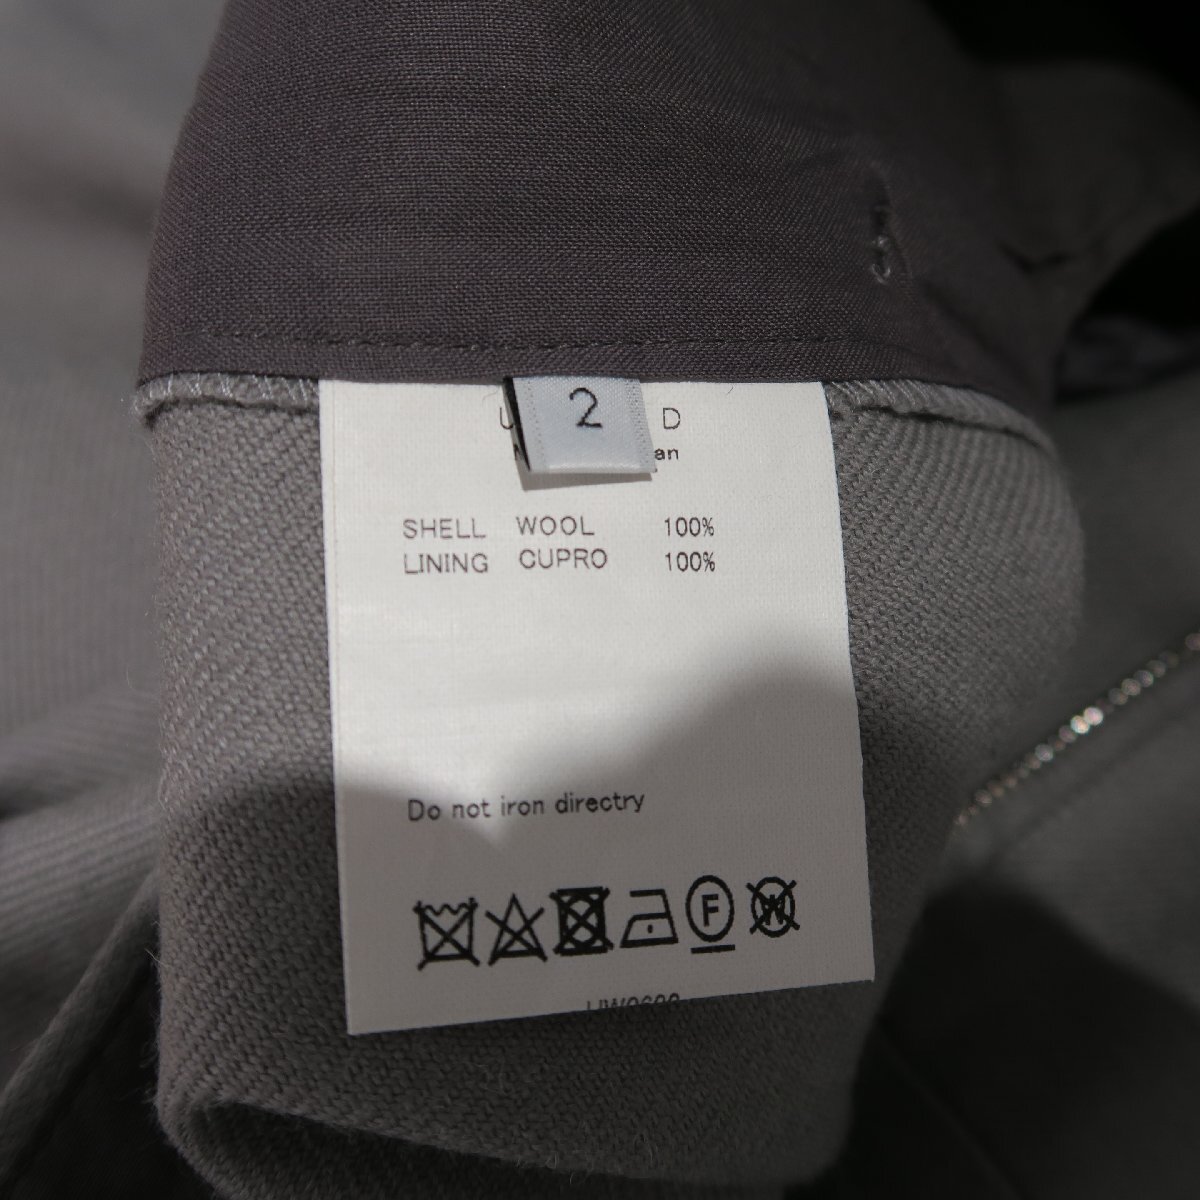 2
D
an
SHELL WOOL 100%
LINING CUPRO 100%
Do not iron directry
F
W